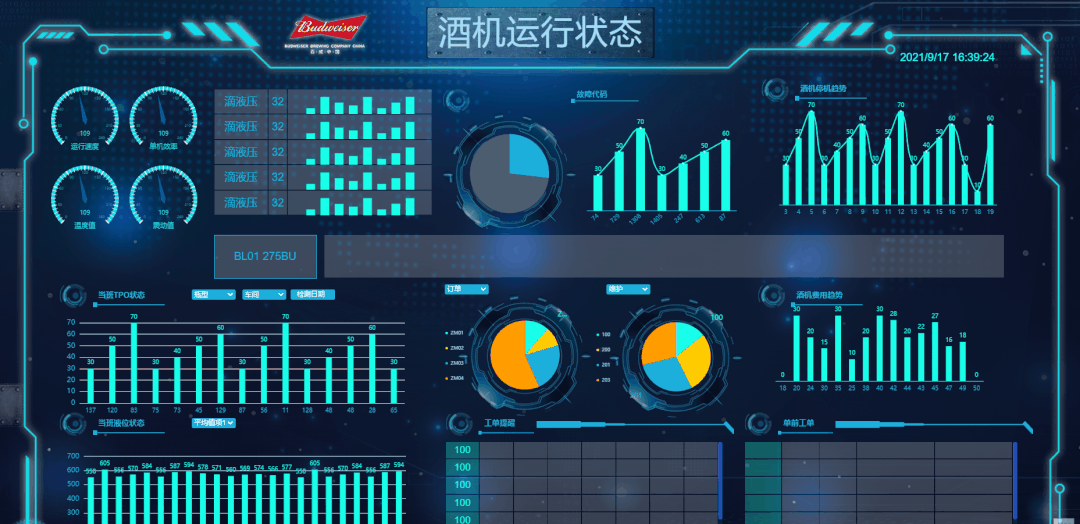 Budweiser
BUDWEISER BREWING COMPANY CHINA
酒机运行状态
2021/9/17 16:39:24
109
运行速度
109
单机效率
109
温度值
109
震动值
滴液压 32
滴液压 32
滴液压 32
滴液压 32
滴液压 32
故障代码
30 50 70 30 40 50 60
74 729 1308 1405 247 613 87
酒机停机趋势
30 50 70 30 40 50 60 30 50 70 30 40 50 60 30 10 60
3 4 5 6 7 8 9 10 11 12 13 14 15 16 17 18 19
BL01 275BU
当班TPO状态
瓶型 车间 检测日期
70
60
50
40
30
20
10
0
30 50 70 30 40 50 60 30 50 70 30 40 50 60 30
137 120 83 75 73 45 129 87 56 11 128 48 48 28 65
订单
ZM01
ZM02
ZM03
ZM04
Z...
维护
100
200
201
203
100
201
酒机费用趋势
0 30 20 15 30 10 20 30 28 20 22 27 16 18 0
18 20 24 30 35 25 38 40 42 44 43 45 47 49 50
当班液位状态
平均值项1
700
600
500
400
300
550 605 556 570 584 556 587 594 578 571 560 569 574 566 577 550 605 556 570 584 556 587 594
工单提醒
100
100
100
100
100
单前工单